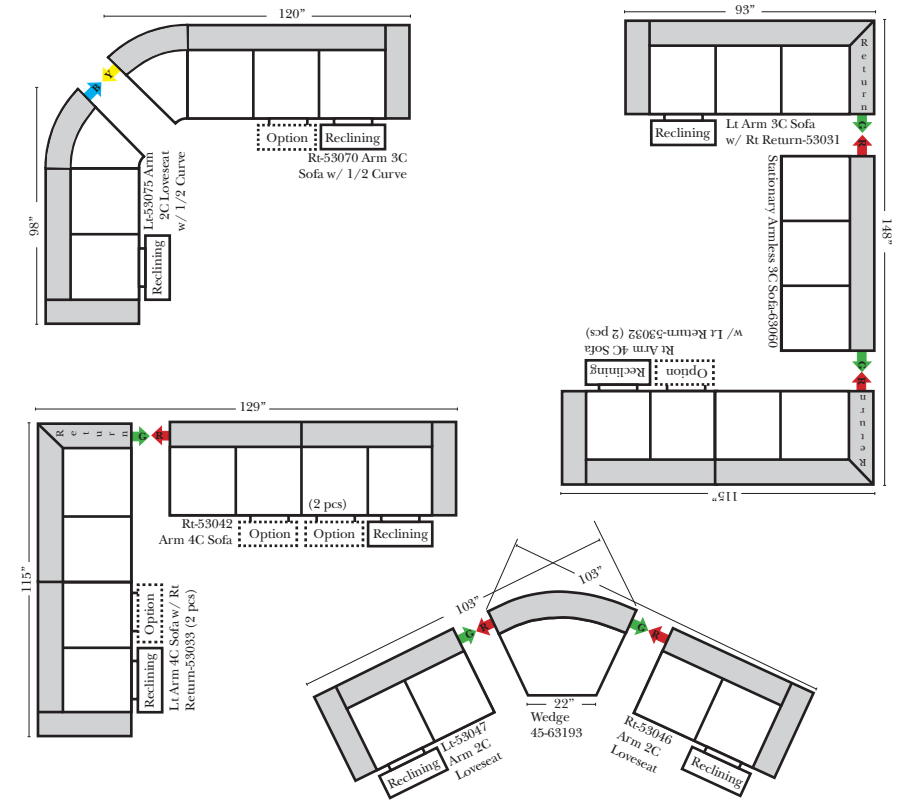 120”
B
Y
Option
Reclining
Rt-53070 Arm 3C
Sofa w/ 1/2 Curve
98”
Lt-53075 Arm
2C Loveseat
w/ 1/2 Curve
Reclining
93”
Return
Reclining
Lt Arm 3C Sofa
w/ Rt Return-53031
G
R
Stationary Armless 3C Sofa-63060
148”
G
R
Rt Arm 4C Sofa
w/ Lt Return-53032 (2 pcs)
Reclining
Option
Return
115”
129”
Return
G
R
(2 pcs)
Rt-53042
Arm 4C Sofa
Option
Option
Reclining
115”
Option
Reclining
Lt Arm 4C Sofa w/ Rt
Return-53033 (2 pcs)
103”
103”
G
R
G
R
22”
Wedge
45-63193
Lt-53047
Arm 2C
Loveseat
Reclining
Rt-53046
Arm 2C
Loveseat
Reclining